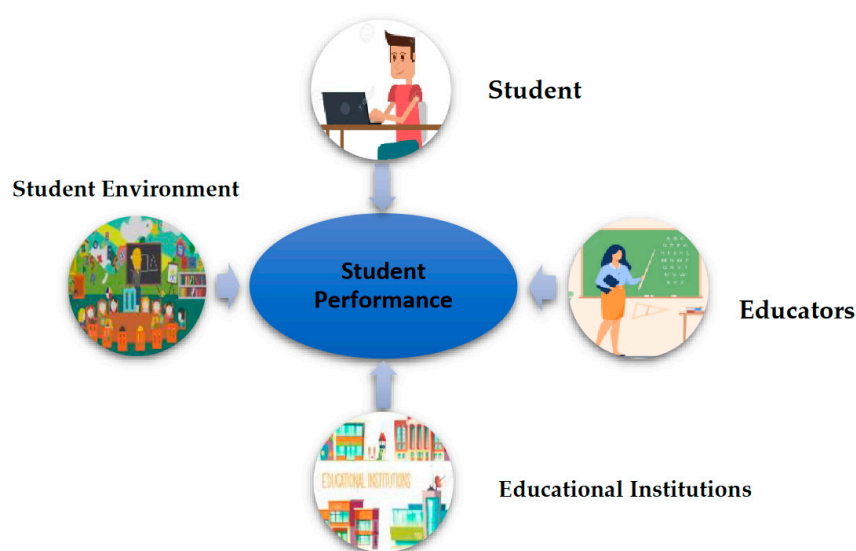 Student
Student Environment
Student
Performance
Educators
EDUCATIONAL INSTITUTIONS
Educational Institutions